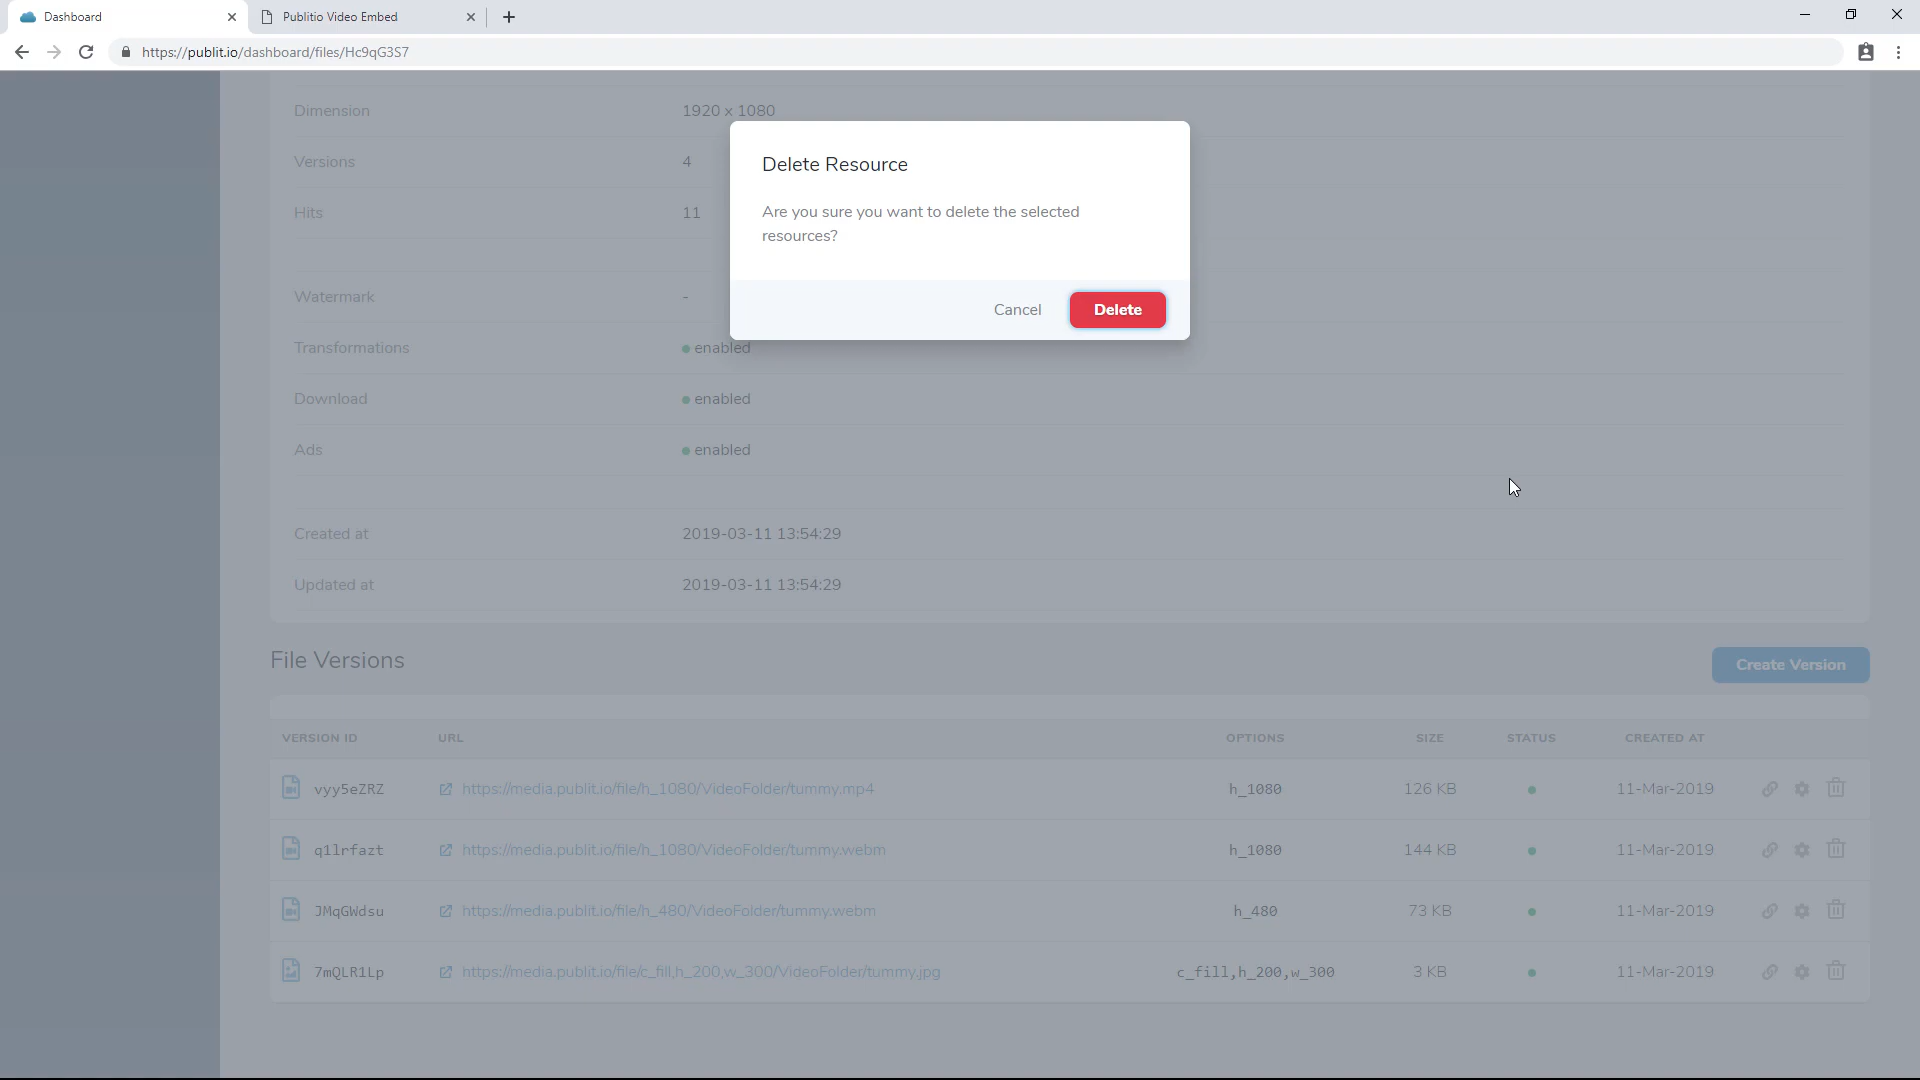 Dashboard
Publitio Video Embed
https://publit.io/dashboard/files/Hc9qG3S7
Dimension 1920 x 1080
Versions 4
Hits 11
Watermark -
Transformations enabled
Download enabled
Ads enabled
Created at 2019-03-11 13:54:29
Updated at 2019-03-11 13:54:29
Delete Resource
Are you sure you want to delete the selected
resources?
Cancel Delete
File Versions
Create Version
VERSION ID URL OPTIONS SIZE STATUS CREATED AT
vyy5eZRZ https://media.publit.io/file/h_1080/VideoFolder/tummy.mp4 h_1080 126 KB 11-Mar-2019
q1lrfazt https://media.publit.io/file/h_1080/VideoFolder/tummy.webm h_1080 144 KB 11-Mar-2019
JMqGWdsu https://media.publit.io/file/h_480/VideoFolder/tummy.webm h_480 73 KB 11-Mar-2019
7mQLR1Lp https://media.publit.io/file/c_fill,h_200,w_300/VideoFolder/tummy.jpg c_fill,h_200,w_300 3 KB 11-Mar-2019